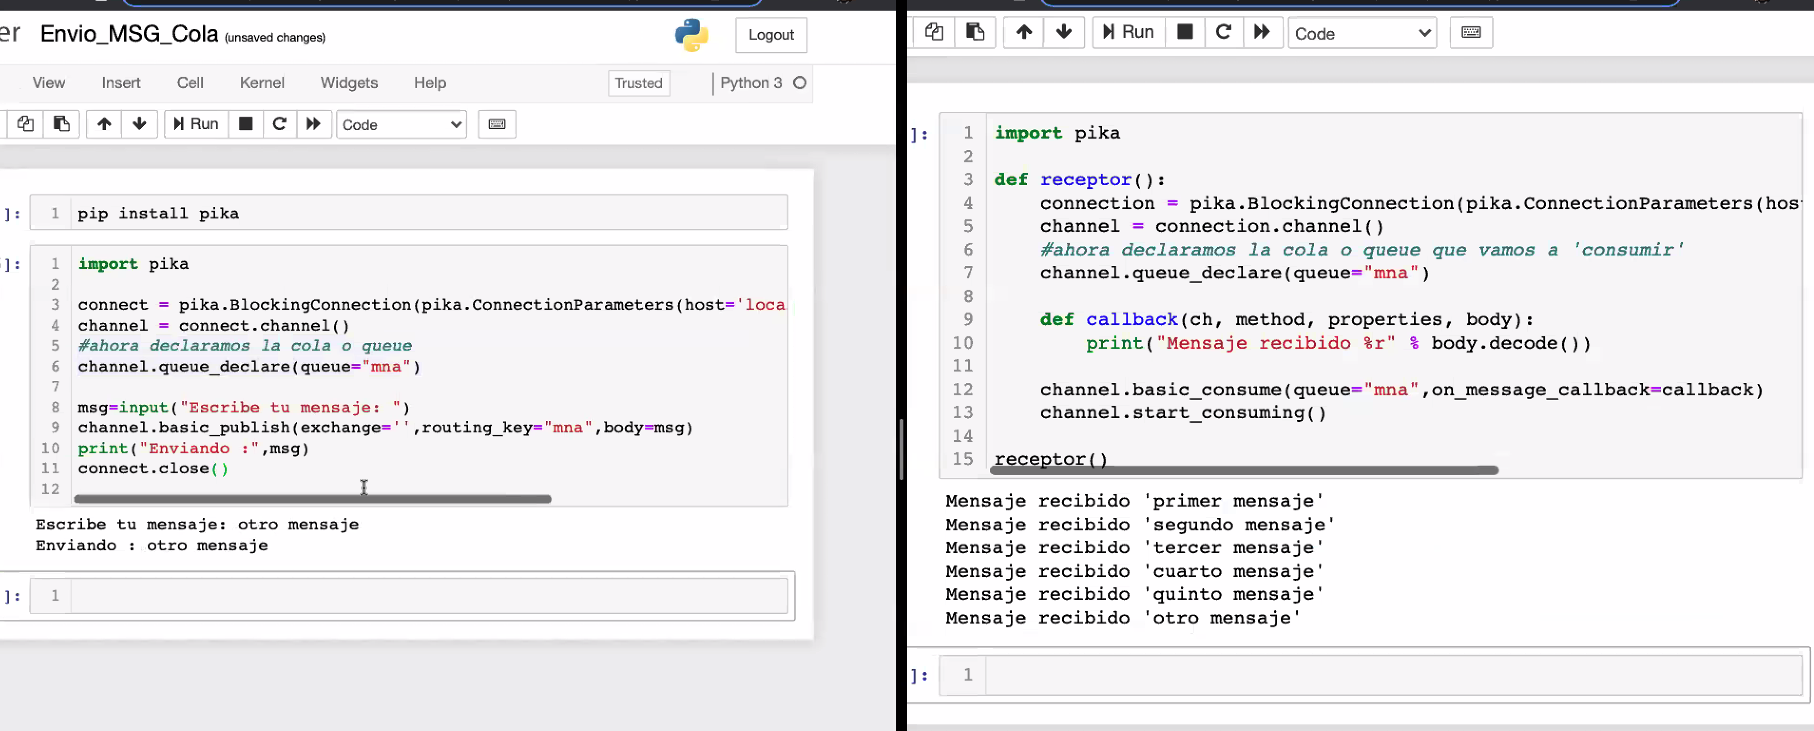 er Envio_MSG_Cola (unsaved changes)
Logout
View Insert Cell Kernel Widgets Help
Trusted
Python 3
Run
Code
]:
1 pip install pika
]:
1 import pika
2
3 connect = pika.BlockingConnection(pika.ConnectionParameters(host='loca
4 channel = connect.channel()
5 #ahora declaramos la cola o queue
6 channel.queue_declare(queue="mna")
7
8 msg=input("Escribe tu mensaje: ")
9 channel.basic_publish(exchange='',routing_key="mna",body=msg)
10 print("Enviando :",msg)
11 connect.close()
12
Escribe tu mensaje: otro mensaje
Enviando : otro mensaje
]:
1
Run
Code
]:
1 import pika
2
3 def receptor():
4 connection = pika.BlockingConnection(pika.ConnectionParameters(hos
5 channel = connection.channel()
6 #ahora declaramos la cola o queue que vamos a 'consumir'
7 channel.queue_declare(queue="mna")
8
9 def callback(ch, method, properties, body):
10 print("Mensaje recibido %r" % body.decode())
11
12 channel.basic_consume(queue="mna",on_message_callback=callback)
13 channel.start_consuming()
14
15 receptor()
Mensaje recibido 'primer mensaje'
Mensaje recibido 'segundo mensaje'
Mensaje recibido 'tercer mensaje'
Mensaje recibido 'cuarto mensaje'
Mensaje recibido 'quinto mensaje'
Mensaje recibido 'otro mensaje'
]:
1